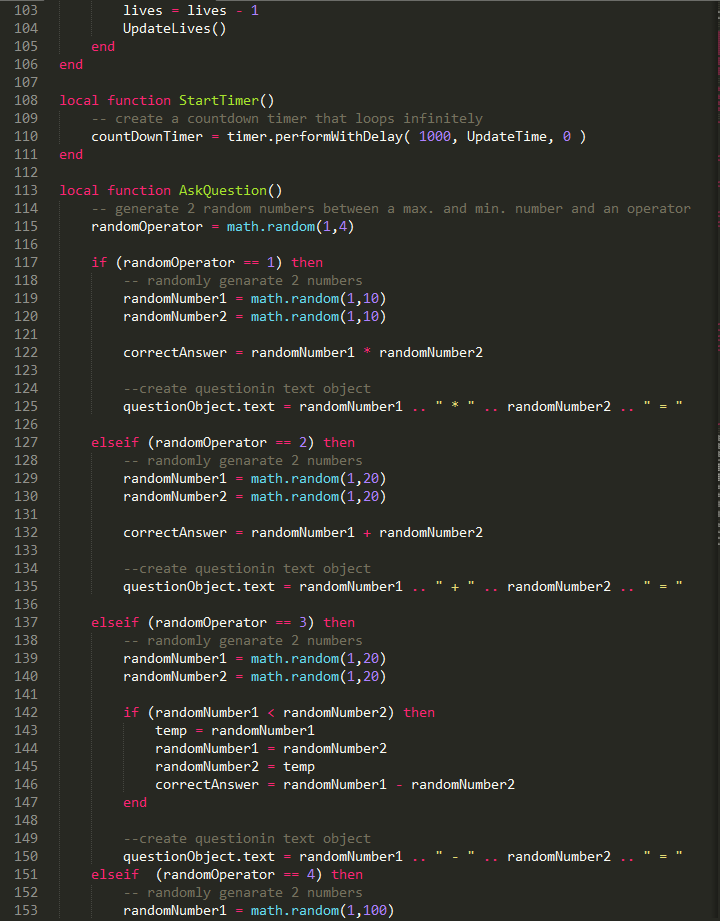 103 lives = lives - 1
104 UpdateLives()
105 end
106 end
107
108 local function StartTimer()
109 -- create a countdown timer that loops infinitely
110 countDownTimer = timer.performWithDelay( 1000, UpdateTime, 0 )
111 end
112
113 local function AskQuestion()
114 -- generate 2 random numbers between a max. and min. number and an operator
115 randomOperator = math.random(1,4)
116
117 if (randomOperator == 1) then
118 -- randomly genarate 2 numbers
119 randomNumber1 = math.random(1,10)
120 randomNumber2 = math.random(1,10)
121
122 correctAnswer = randomNumber1 * randomNumber2
123
124 --create questionin text object
125 questionObject.text = randomNumber1 .. " * " .. randomNumber2 .. " = "
126
127 elseif (randomOperator == 2) then
128 -- randomly genarate 2 numbers
129 randomNumber1 = math.random(1,20)
130 randomNumber2 = math.random(1,20)
131
132 correctAnswer = randomNumber1 + randomNumber2
133
134 --create questionin text object
135 questionObject.text = randomNumber1 .. " + " .. randomNumber2 .. " = "
136
137 elseif (randomOperator == 3) then
138 -- randomly genarate 2 numbers
139 randomNumber1 = math.random(1,20)
140 randomNumber2 = math.random(1,20)
141
142 if (randomNumber1 < randomNumber2) then
143 temp = randomNumber1
144 randomNumber1 = randomNumber2
145 randomNumber2 = temp
146 correctAnswer = randomNumber1 - randomNumber2
147 end
148
149 --create questionin text object
150 questionObject.text = randomNumber1 .. " - " .. randomNumber2 .. " = "
151 elseif  (randomOperator == 4) then
152 -- randomly genarate 2 numbers
153 randomNumber1 = math.random(1,100)